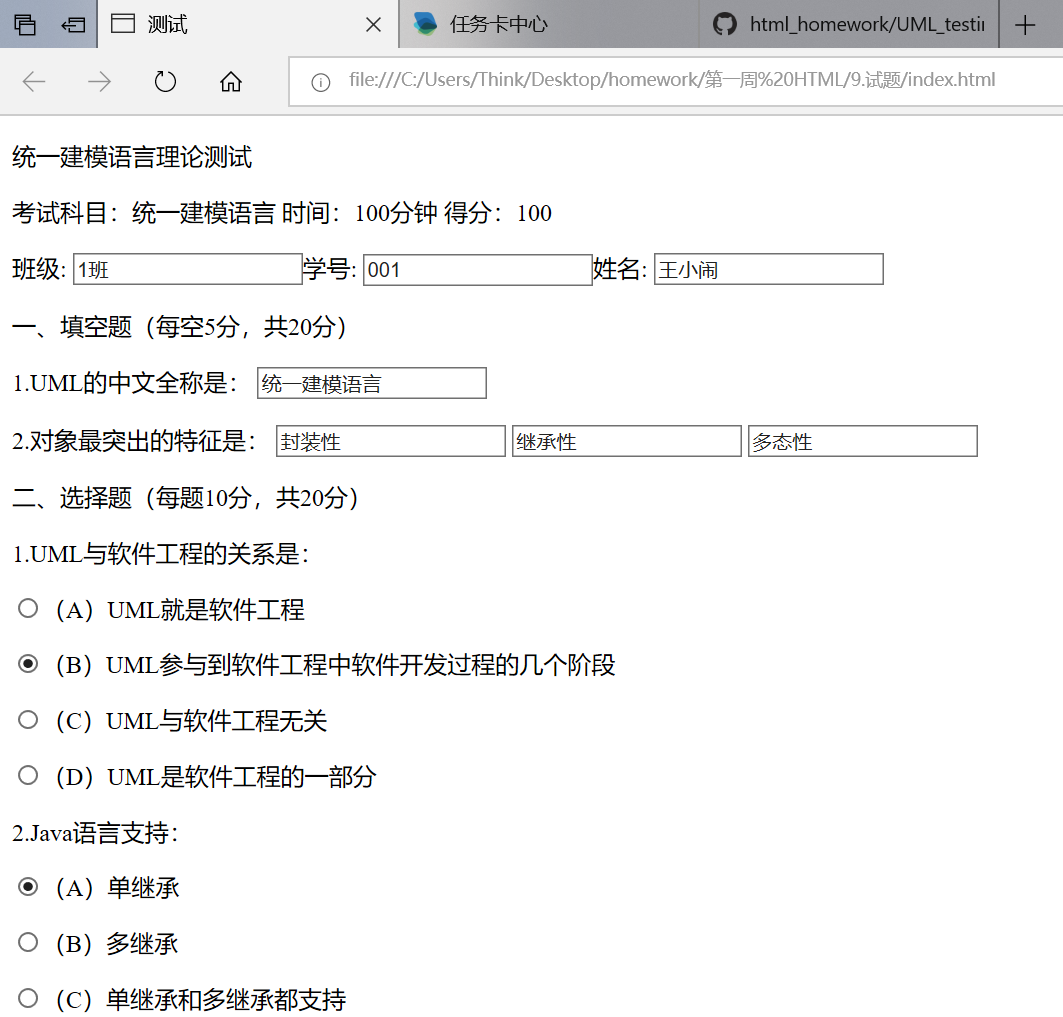 测试
任务卡中心
html_homework/UML_testin
file:///C:/Users/Think/Desktop/homework/第一周%20HTML/9.试题/index.html
统一建模语言理论测试
考试科目：统一建模语言 时间：100分钟 得分：100
班级: 1班 学号: 001 姓名: 王小闹
一、填空题（每空5分，共20分）
1.UML的中文全称是： 统一建模语言
2.对象最突出的特征是： 封装性 继承性 多态性
二、选择题（每题10分，共20分）
1.UML与软件工程的关系是：
（A）UML就是软件工程
（B）UML参与到软件工程中软件开发过程的几个阶段
（C）UML与软件工程无关
（D）UML是软件工程的一部分
2.Java语言支持：
（A）单继承
（B）多继承
（C）单继承和多继承都支持